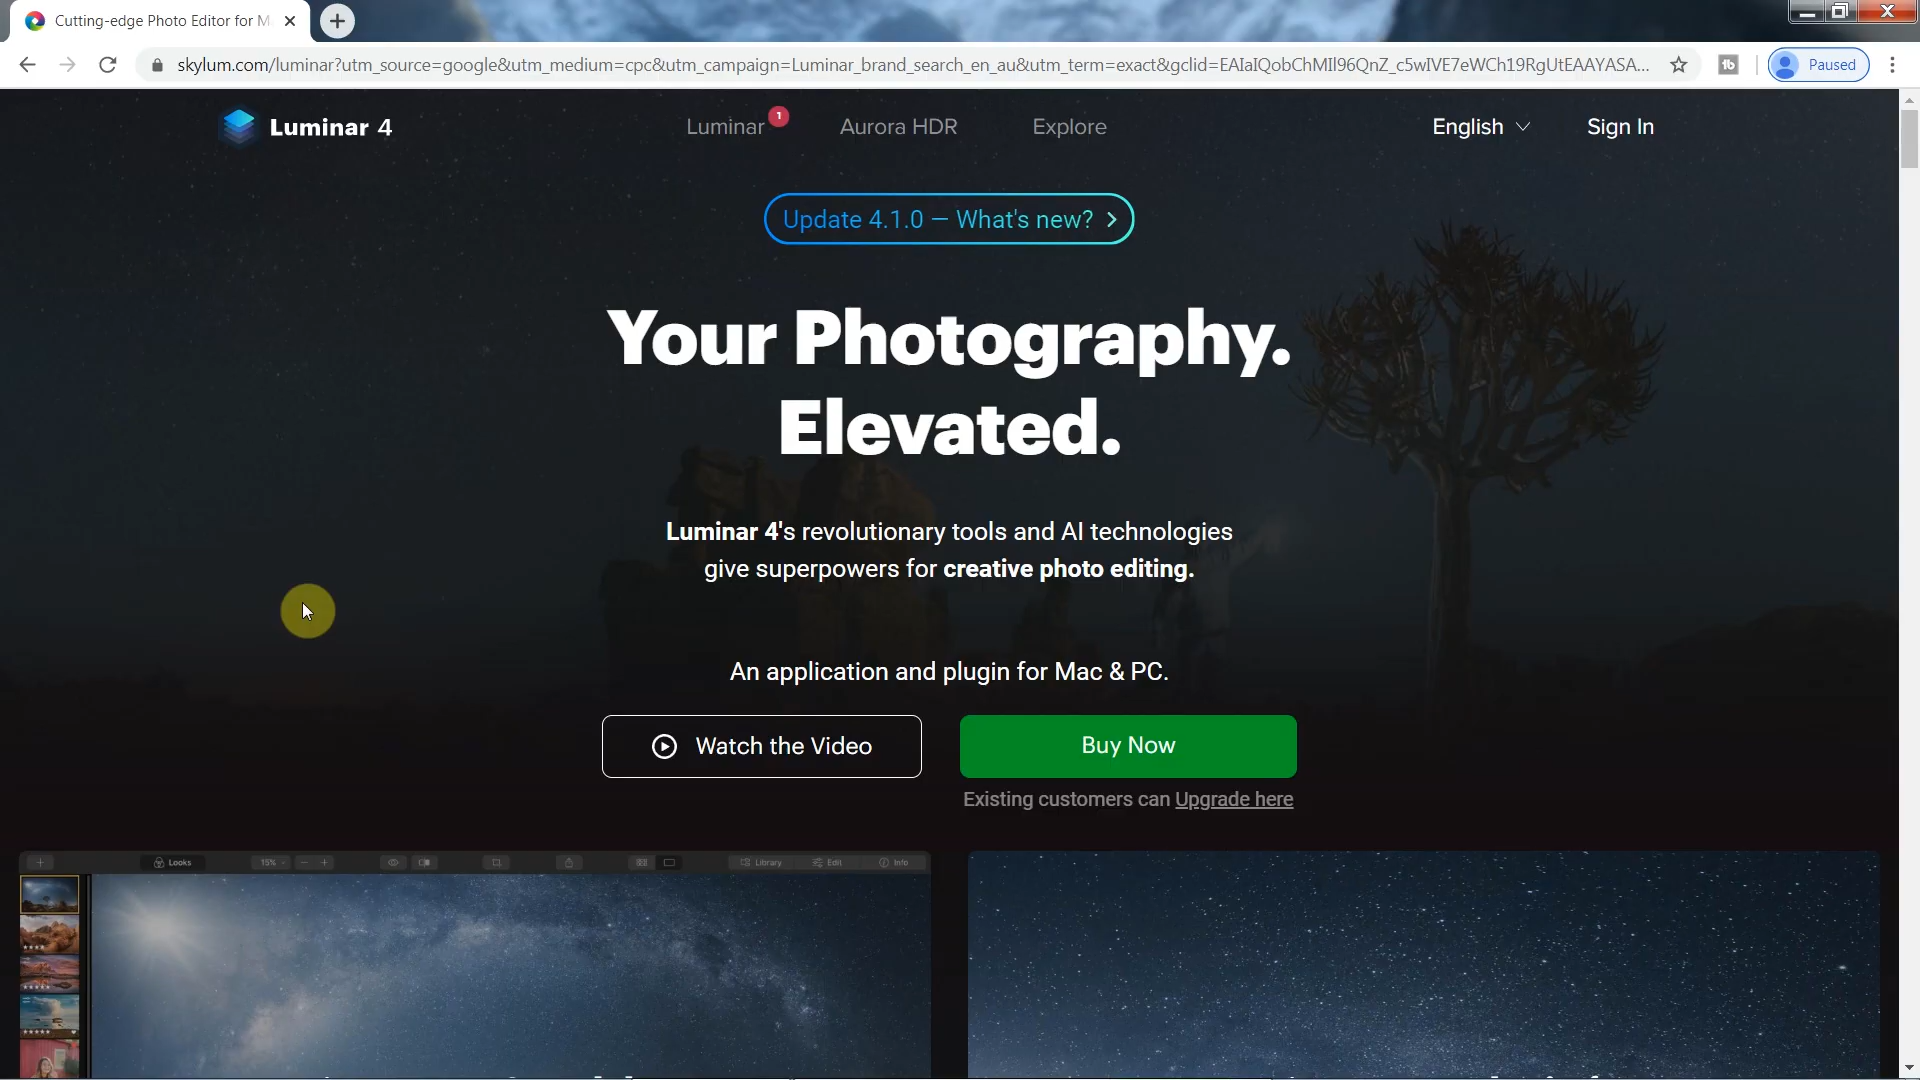 Cutting-edge Photo Editor for M
skylum.com/luminar?utm_source=google&utm_medium=cpc&utm_campaign=Luminar_brand_search_en_au&utm_term=exact&gclid=EAIaIQobChMIl96QnZ_c5wIVE7eWCh19RgUtEAAYASA...
Paused
Luminar 4
Luminar 1
Aurora HDR
Explore
English
Sign In
Update 4.1.0 — What's new?
Your Photography.
Elevated.
Luminar 4's revolutionary tools and AI technologies
give superpowers for creative photo editing.
An application and plugin for Mac & PC.
Watch the Video
Buy Now
Existing customers can Upgrade here
Looks
15%
Library
Edit
Info